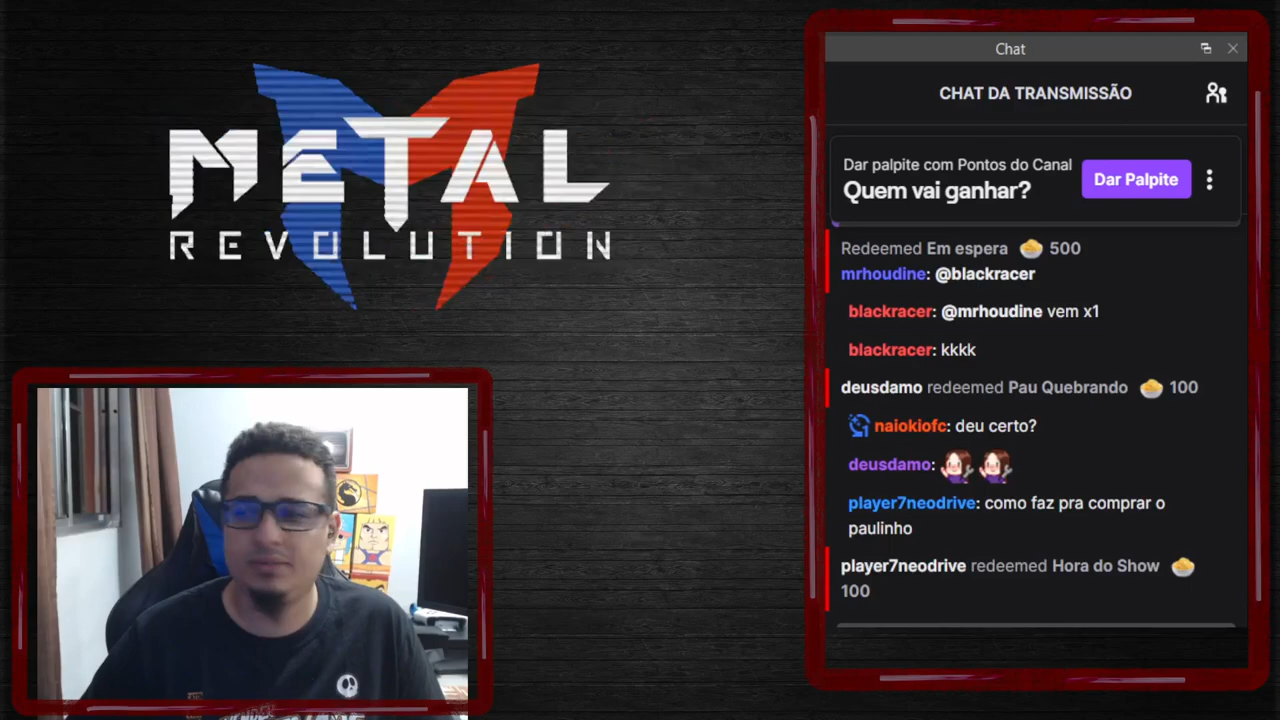 METAL
REVOLUTION
Chat
CHAT DA TRANSMISSÃO
Dar palpite com Pontos do Canal
Quem vai ganhar?
Dar Palpite
Redeemed Em espera 500
mrhoudine: @blackracer
blackracer: @mrhoudine vem x1
blackracer: kkkk
deusdamo redeemed Pau Quebrando 100
naiokiofc: deu certo?
deusdamo:
player7neodrive: como faz pra comprar o
paulinho
player7neodrive redeemed Hora do Show
100